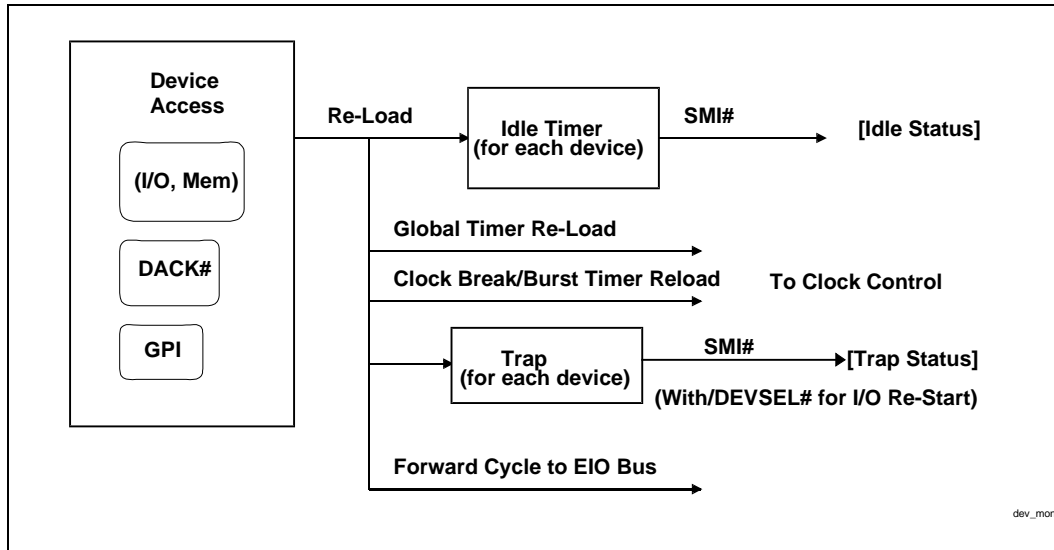 Device
Access
(I/O, Mem)
DACK#
GPI
Re-Load
Idle Timer
(for each device)
SMI#
[Idle Status]
Global Timer Re-Load
Clock Break/Burst Timer Reload
To Clock Control
Trap
(for each device)
SMI#
[Trap Status]
(With/DEVSEL# for I/O Re-Start)
Forward Cycle to EIO Bus
dev_mon